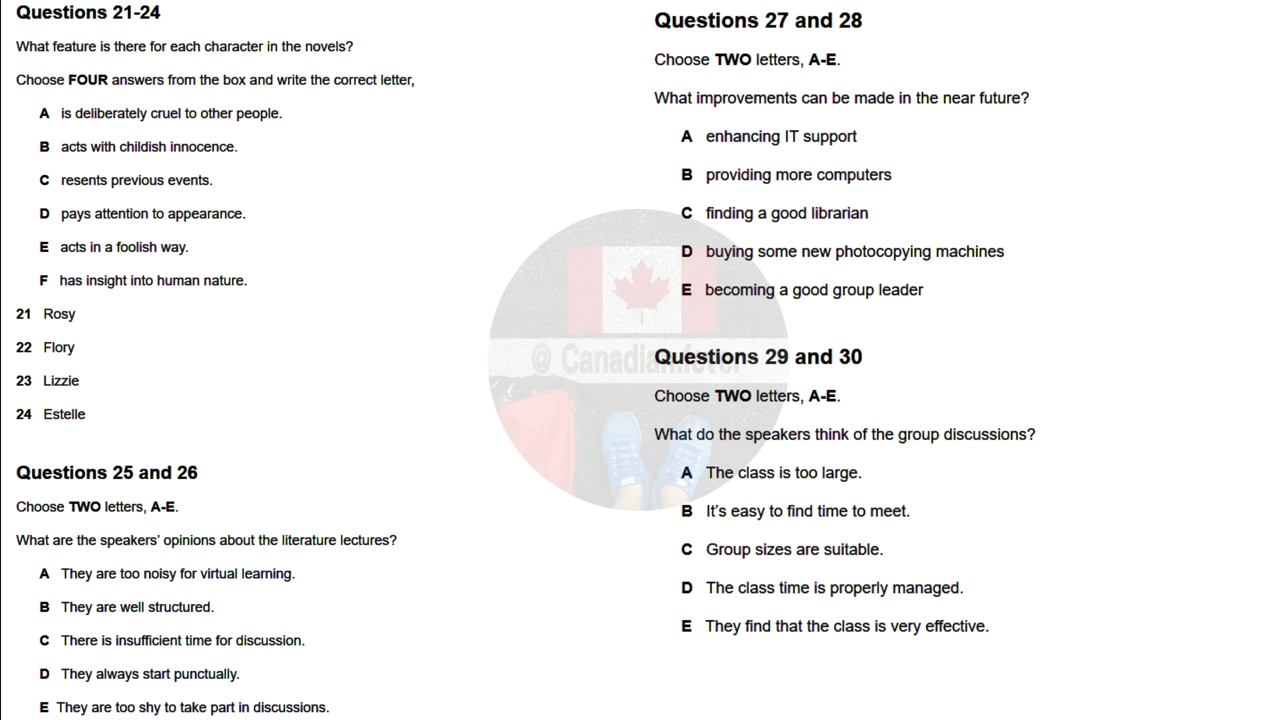 Questions 21-24
What feature is there for each character in the novels?
Choose FOUR answers from the box and write the correct letter,
A is deliberately cruel to other people.
B acts with childish innocence.
C resents previous events.
D pays attention to appearance.
E acts in a foolish way.
F has insight into human nature.
21 Rosy
22 Flory
23 Lizzie
24 Estelle
Questions 25 and 26
Choose TWO letters, A-E.
What are the speakers' opinions about the literature lectures?
A They are too noisy for virtual learning.
B They are well structured.
C There is insufficient time for discussion.
D They always start punctually.
E They are too shy to take part in discussions.
Questions 27 and 28
Choose TWO letters, A-E.
What improvements can be made in the near future?
A enhancing IT support
B providing more computers
C finding a good librarian
D buying some new photocopying machines
E becoming a good group leader
@ Canadian.lover
Questions 29 and 30
Choose TWO letters, A-E.
What do the speakers think of the group discussions?
A The class is too large.
B It's easy to find time to meet.
C Group sizes are suitable.
D The class time is properly managed.
E They find that the class is very effective.